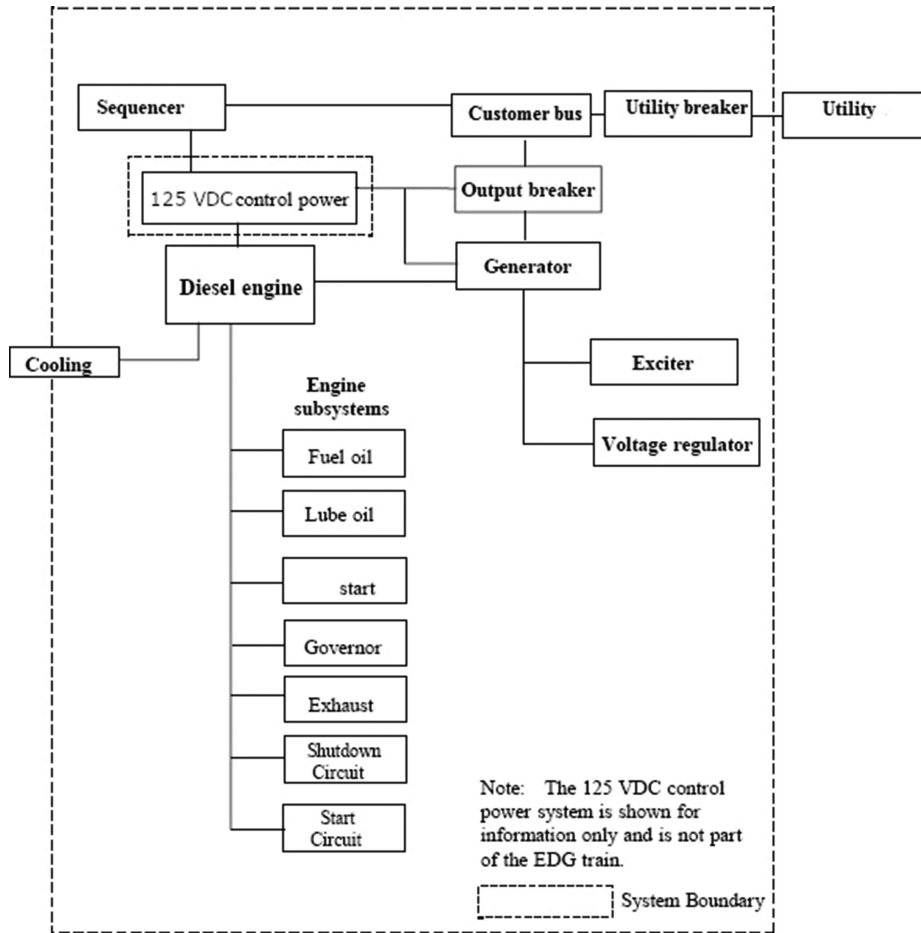 Sequencer
Customer bus
Utility breaker
Utility
125 VDC control power
Output breaker
Diesel engine
Generator
Cooling
Exciter
Engine
subsystems
Voltage regulator
Fuel oil
Lube oil
start
Governor
Exhaust
Shutdown
Circuit
Start
Circuit
Note: The 125 VDC control
power system is shown for
information only and is not part
of the EDG train.
System Boundary